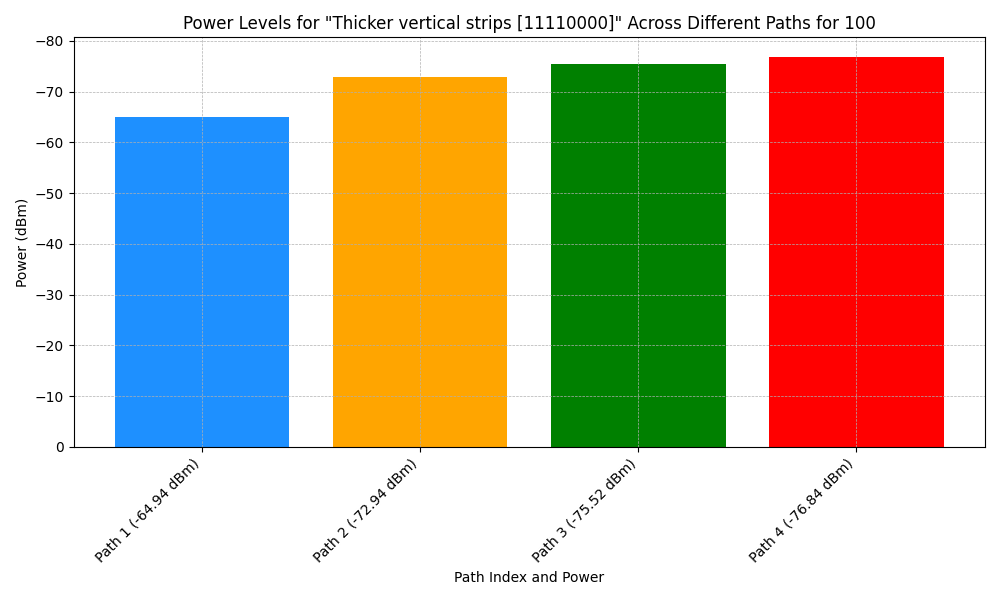 Power Levels for "Thicker vertical strips [11110000]" Across Different Paths for 100
Power (dBm)
−80
−70
−60
−50
−40
−30
−20
−10
0
Path 1 (-64.94 dBm)
Path 2 (-72.94 dBm)
Path 3 (-75.52 dBm)
Path 4 (-76.84 dBm)
Path Index and Power